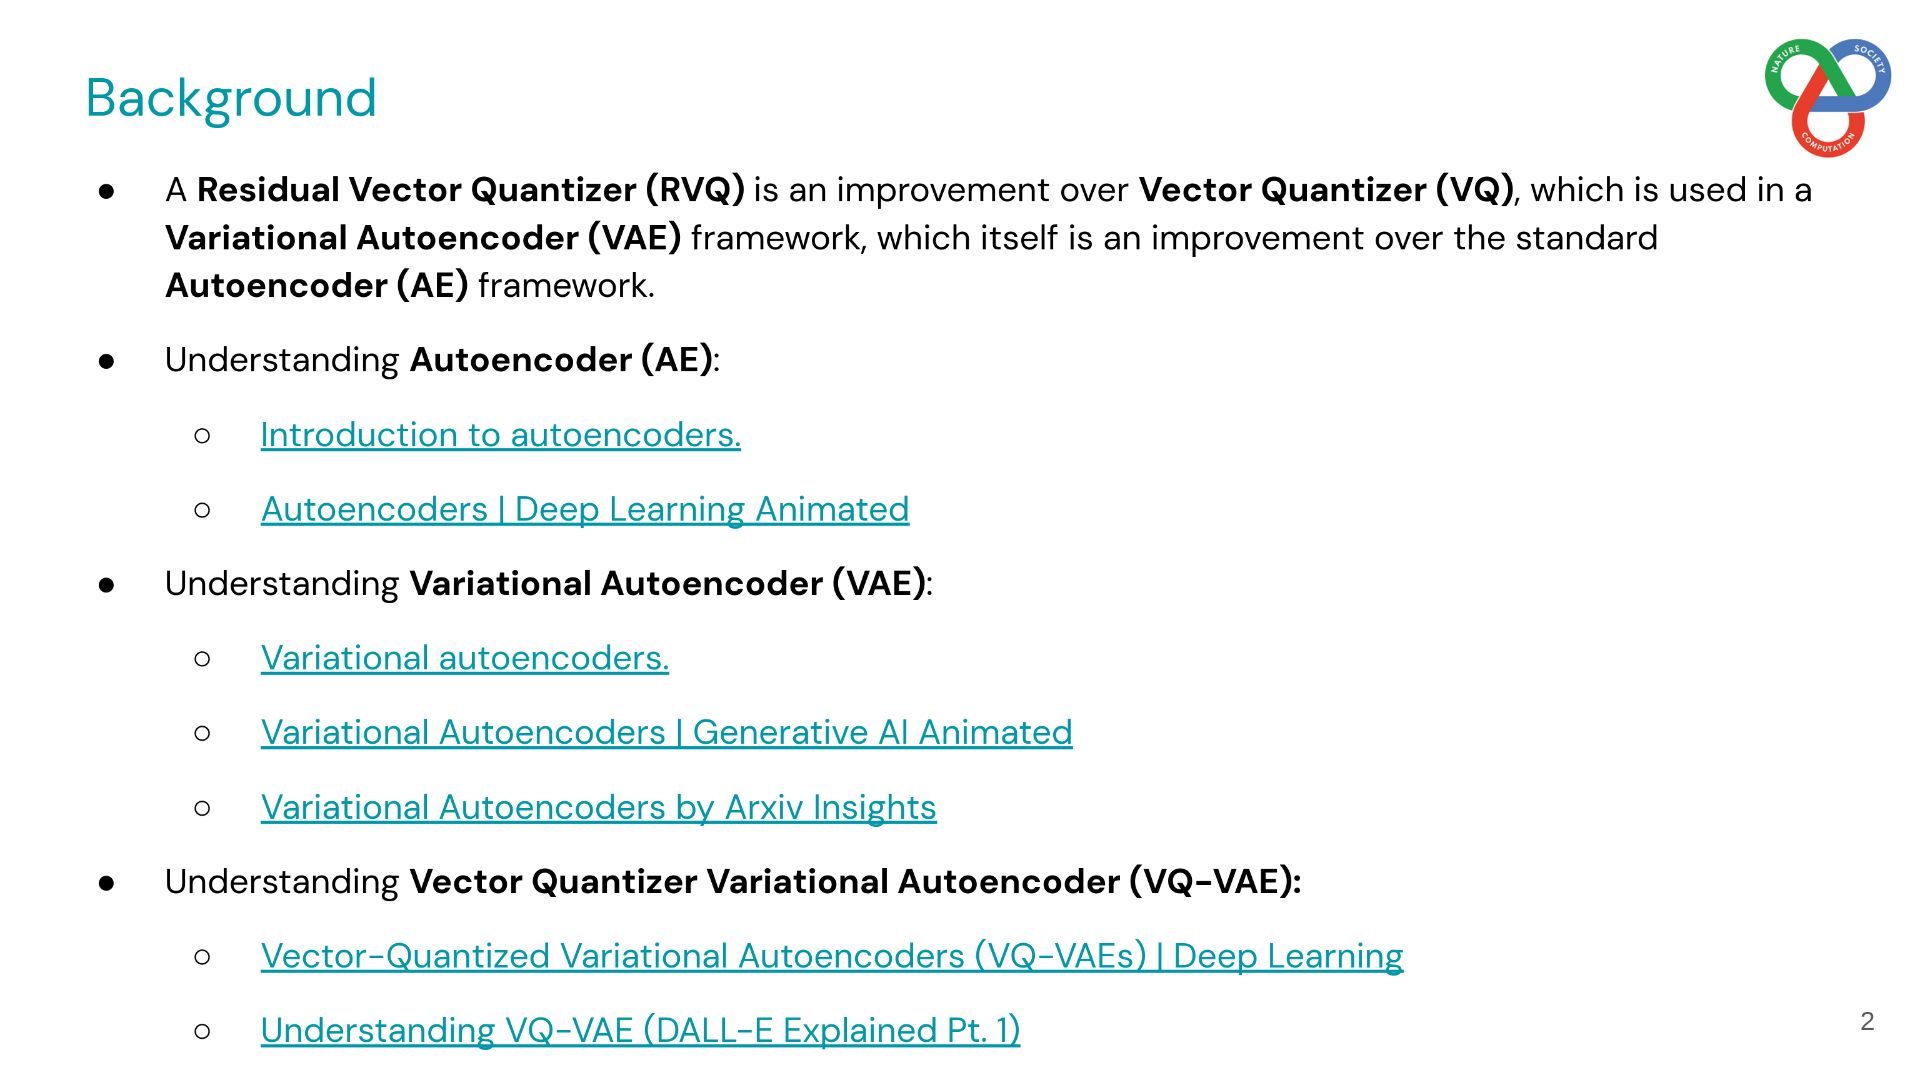 Background
NATURE
SOCIETY
COMPUTATION
● A Residual Vector Quantizer (RVQ) is an improvement over Vector Quantizer (VQ), which is used in a
Variational Autoencoder (VAE) framework, which itself is an improvement over the standard
Autoencoder (AE) framework.
● Understanding Autoencoder (AE):
○ Introduction to autoencoders.
○ Autoencoders | Deep Learning Animated
● Understanding Variational Autoencoder (VAE):
○ Variational autoencoders.
○ Variational Autoencoders | Generative AI Animated
○ Variational Autoencoders by Arxiv Insights
● Understanding Vector Quantizer Variational Autoencoder (VQ-VAE):
○ Vector-Quantized Variational Autoencoders (VQ-VAEs) | Deep Learning
○ Understanding VQ-VAE (DALL-E Explained Pt. 1)
2